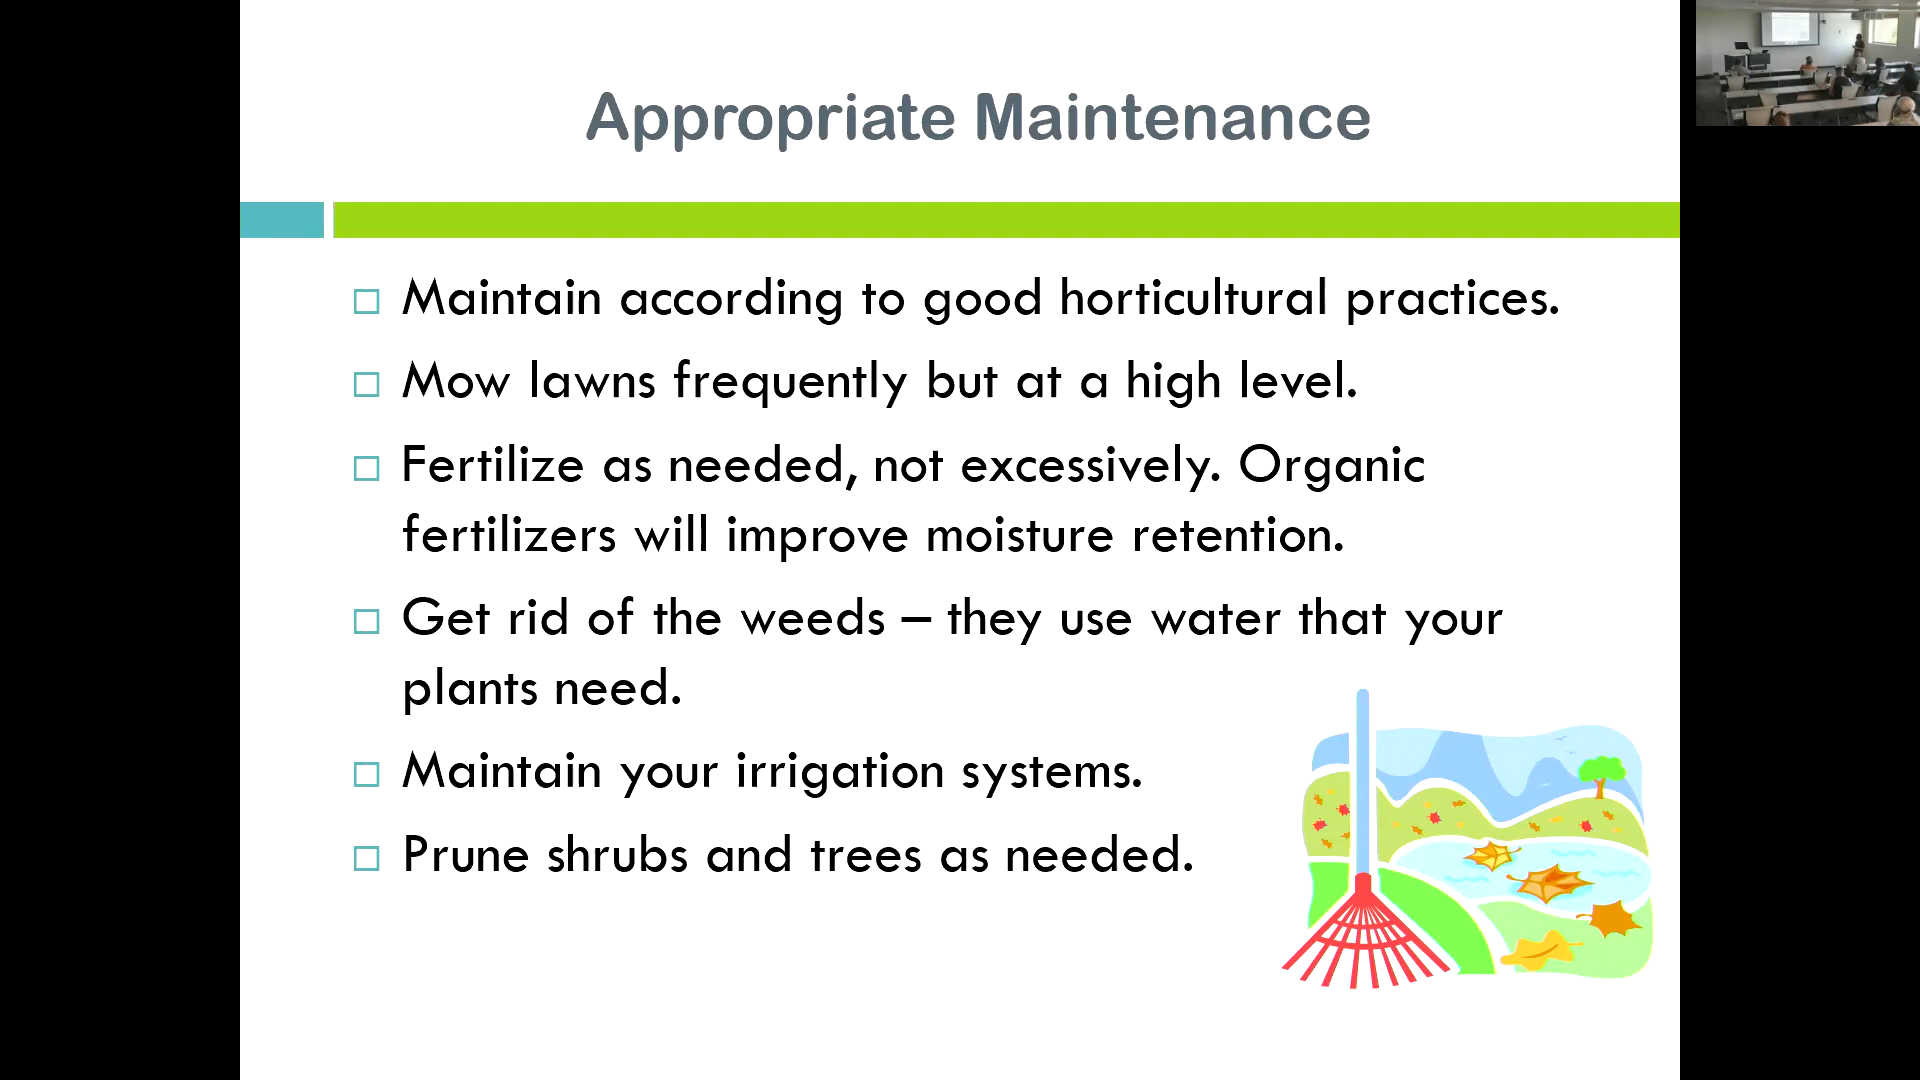 Appropriate Maintenance
Maintain according to good horticultural practices.
Mow lawns frequently but at a high level.
Fertilize as needed, not excessively. Organic
fertilizers will improve moisture retention.
Get rid of the weeds – they use water that your
plants need.
Maintain your irrigation systems.
Prune shrubs and trees as needed.